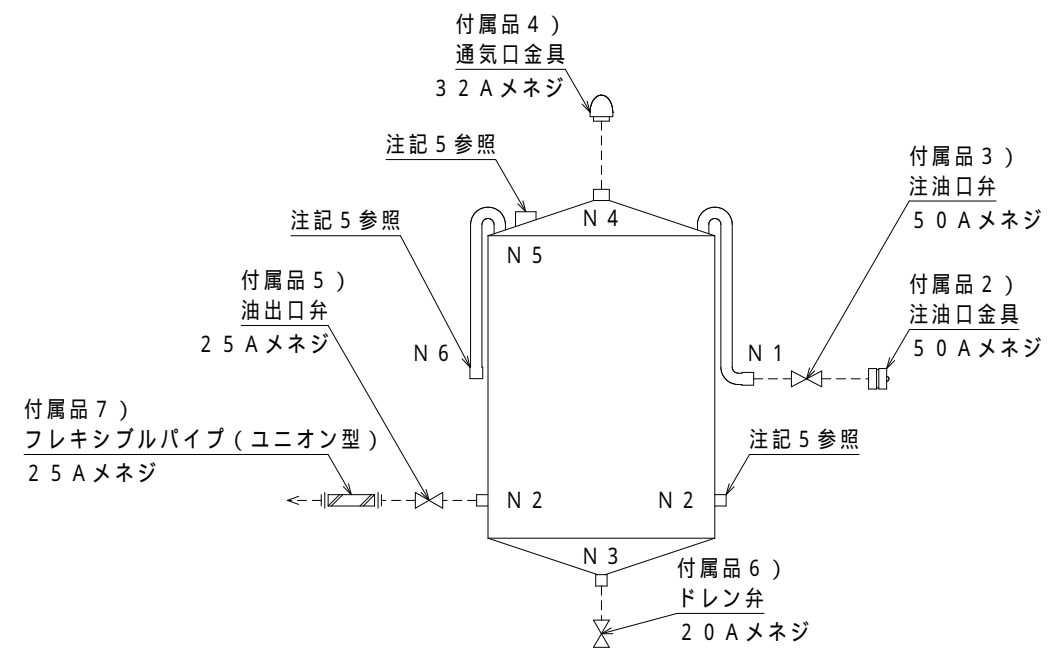 付属品４）
通気口金具
３２Ａメネジ
注記５参照
付属品３）
注油口弁
５０Ａメネジ
注記５参照
Ｎ４
Ｎ５
付属品５）
油出口弁
２５Ａメネジ
付属品２）
注油口金具
５０Ａメネジ
Ｎ６
Ｎ１
付属品７）
フレキシブルパイプ（ユニオン型）
２５Ａメネジ
注記５参照
Ｎ２
Ｎ２
Ｎ３
付属品６）
ドレン弁
２０Ａメネジ